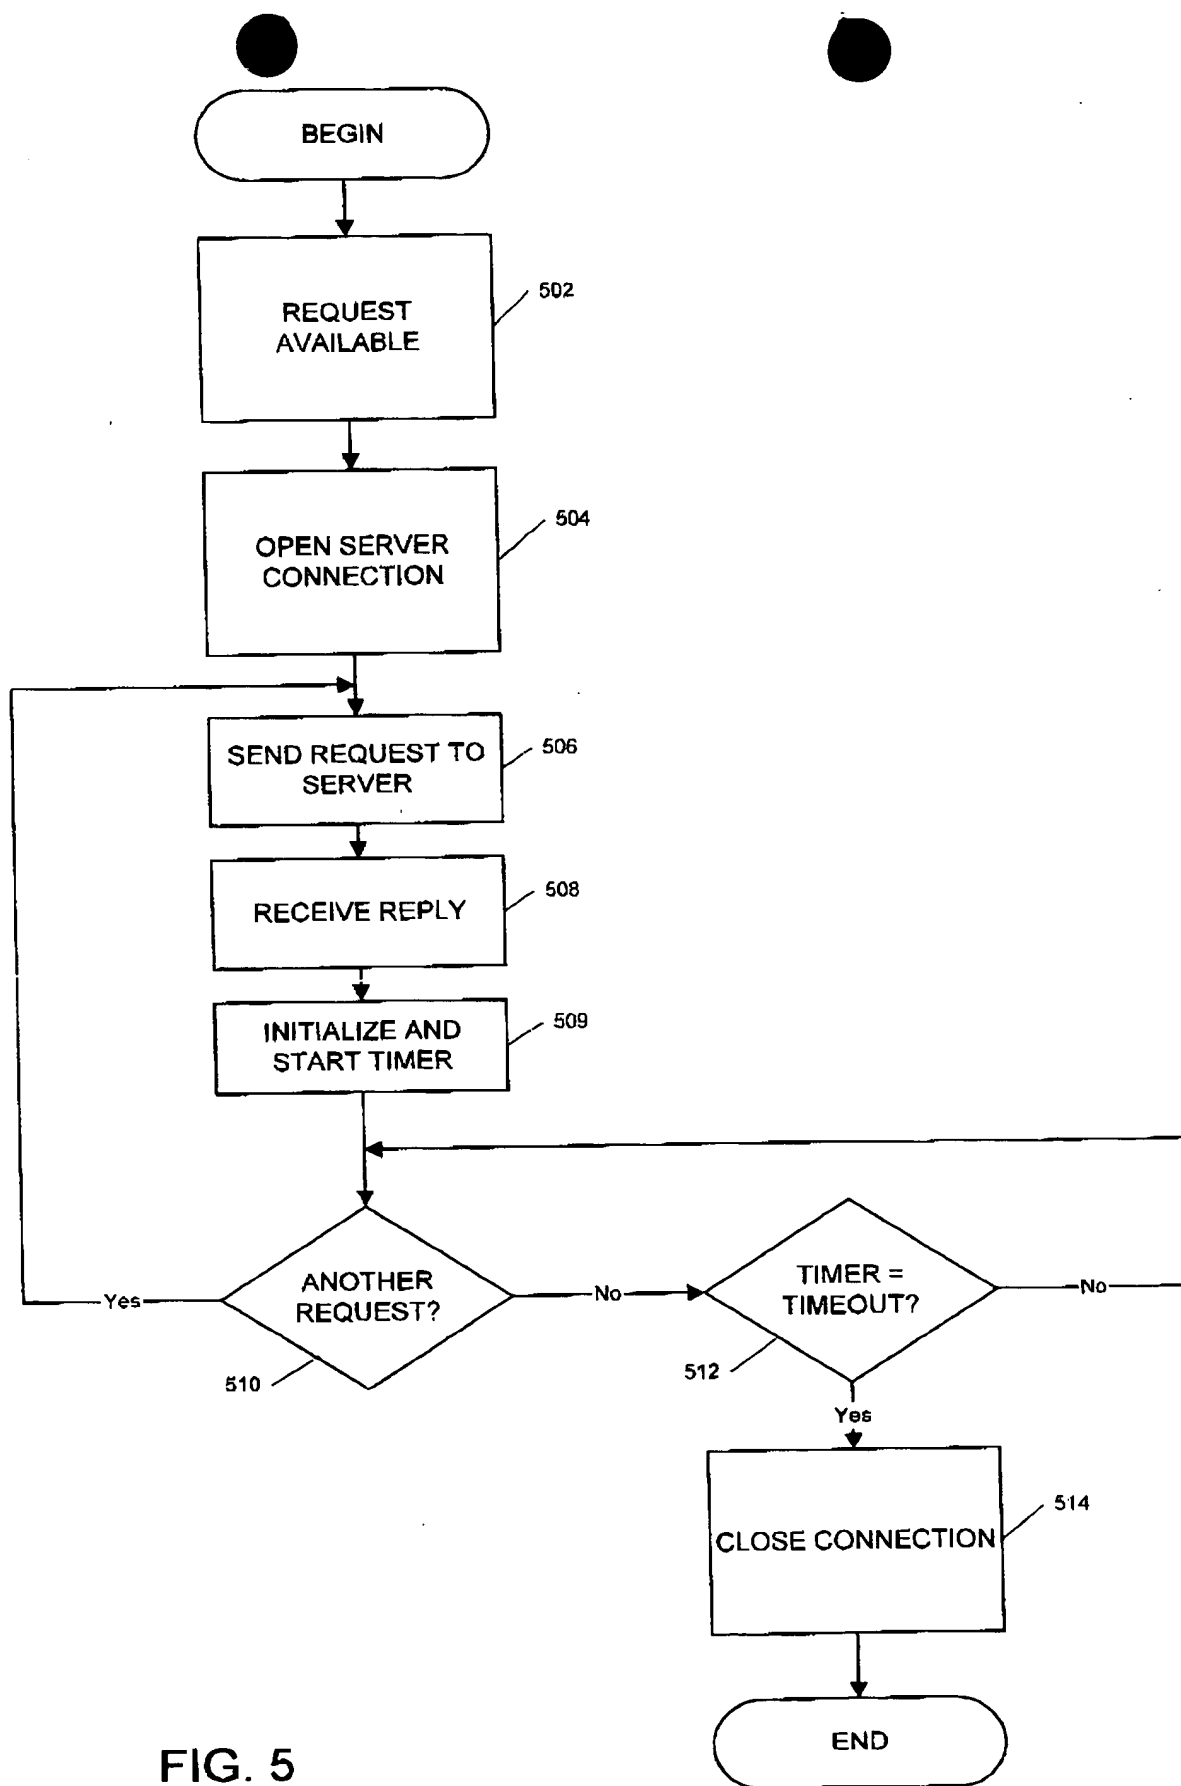 BEGIN
REQUEST
AVAILABLE
502
OPEN SERVER
CONNECTION
504
SEND REQUEST TO
SERVER
506
RECEIVE REPLY
508
INITIALIZE AND
START TIMER
509
ANOTHER
REQUEST?
Yes
No
510
TIMER =
TIMEOUT?
No
512
Yes
CLOSE CONNECTION
514
END
FIG. 5